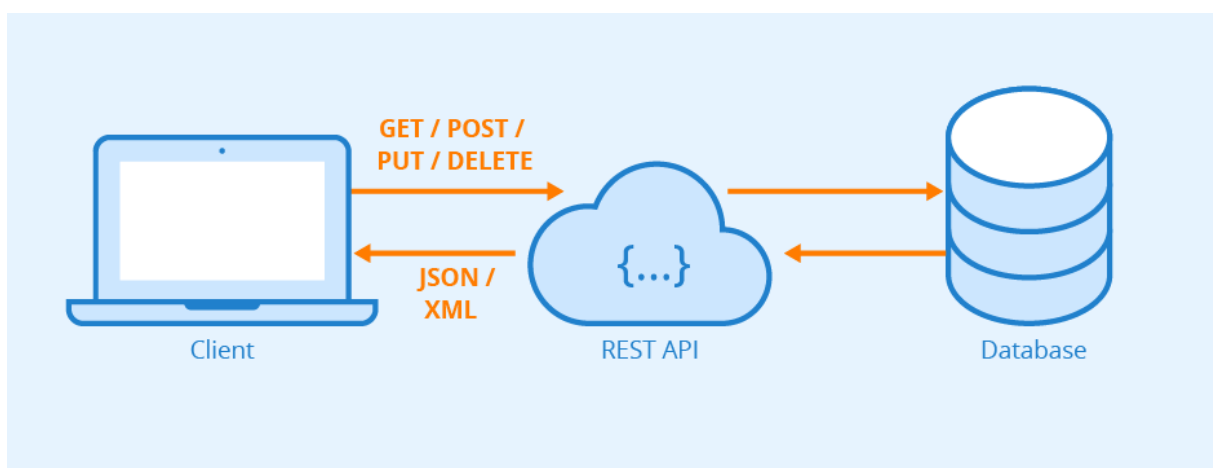 GET / POST /
PUT / DELETE
{...}
JSON /
XML
Client
REST API
Database